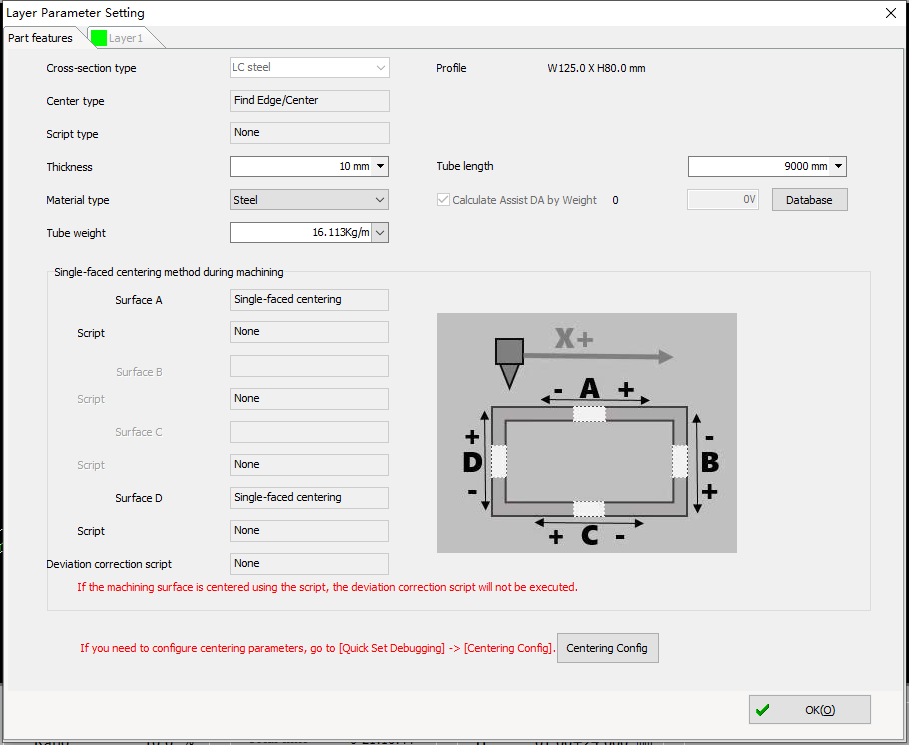 Layer Parameter Setting
Part features Layer1
Cross-section type LC steel Profile W125.0 X H80.0 mm
Center type Find Edge/Center
Script type None
Thickness 10 mm Tube length 9000 mm
Material type Steel Calculate Assist DA by Weight 0 0V Database
Tube weight 16.113Kg/m
Single-faced centering method during machining
Surface A Single-faced centering
Script None
Surface B
Script None
Surface C
Script None
Surface D Single-faced centering
Script None
Deviation correction script None
X+
- A +
+ D -
- B +
+ C -
If the machining surface is centered using the script, the deviation correction script will not be executed.
If you need to configure centering parameters, go to [Quick Set Debugging] -> [Centering Config]. Centering Config
OK(O)